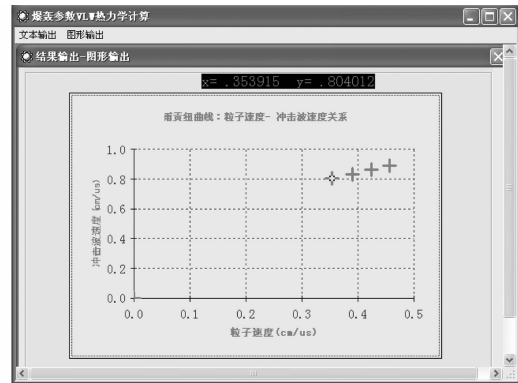 爆轰参数VLW热力学计算
文本输出 图形输出
结果输出-图形输出
x= .353915 y= .804012
雨贡纽曲线：粒子速度- 冲击波速度关系
1.0
0.8
0.6
0.4
0.2
0.0
冲击波速度(cm/us)
0.0 0.1 0.2 0.3 0.4 0.5
粒子速度(cm/us)